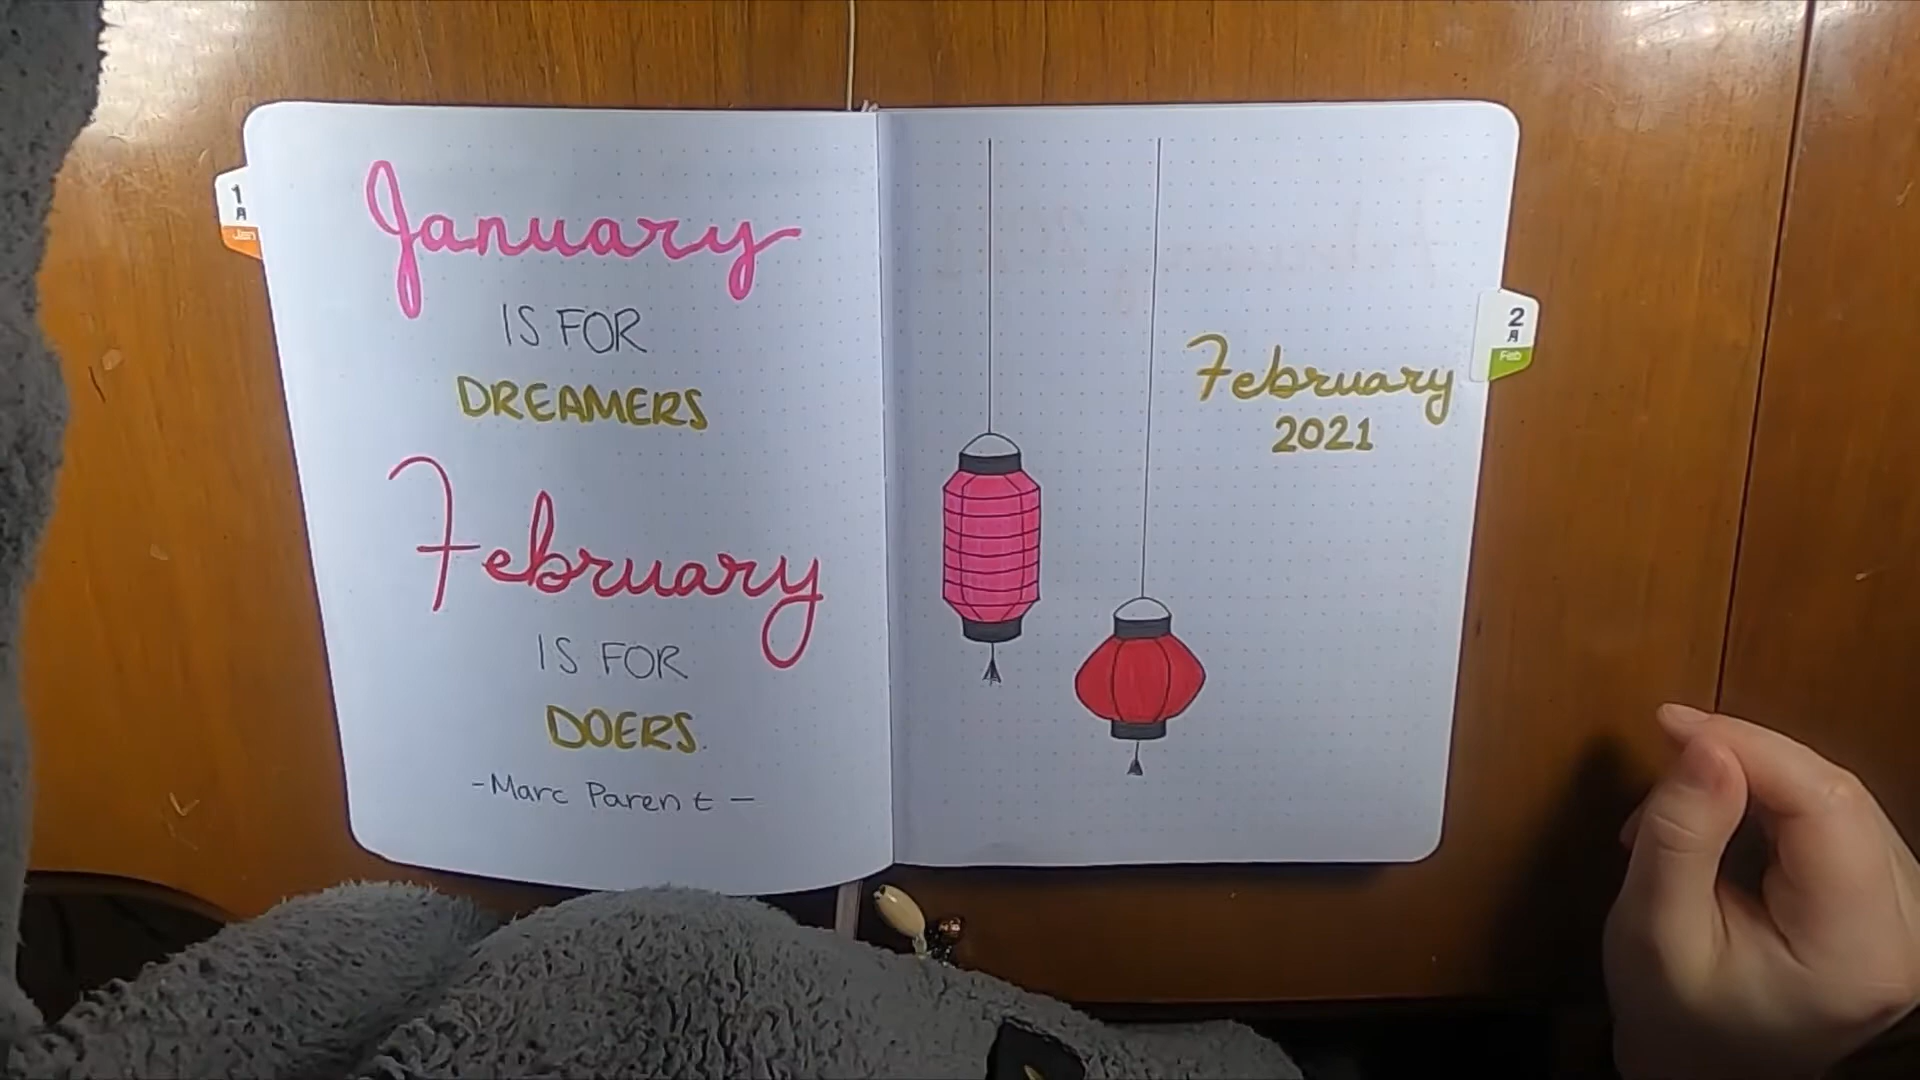 1
月
Jan
January
IS FOR
DREAMERS
February
IS FOR
DOERS.
-Marc Parent-
February
2021
2
月
Feb